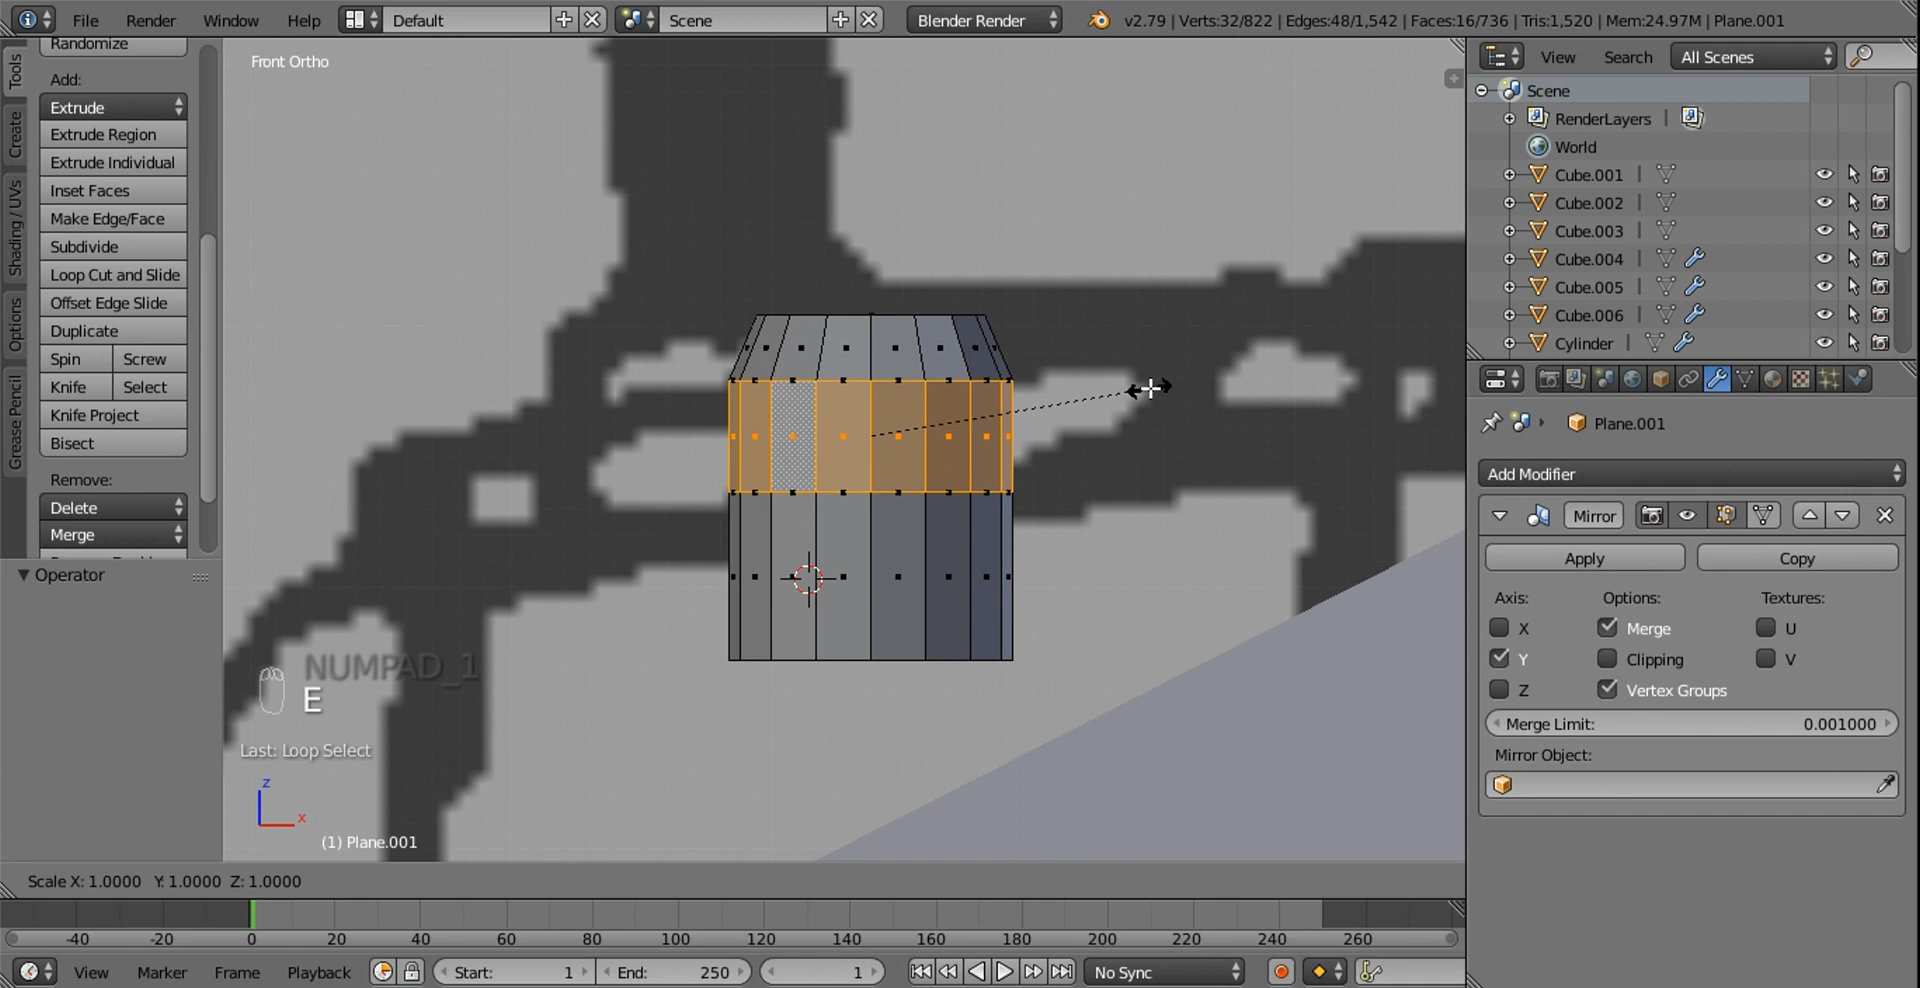 File Render Window Help Default Scene Blender Render v2.79 | Verts:32/822 | Edges:48/1,542 | Faces:16/736 | Tris:1,520 | Mem:24.97M | Plane.001
Tools
Create
Shading / UVs
Options
Grease Pencil
Randomize
Add:
Extrude
Extrude Region
Extrude Individual
Inset Faces
Make Edge/Face
Subdivide
Loop Cut and Slide
Offset Edge Slide
Duplicate
Spin Screw
Knife Select
Knife Project
Bisect
Remove:
Delete
Merge
Operator
Front Ortho
NUMPAD_1
E
Last: Loop Select
z
x
(1) Plane.001
Scale X: 1.0000 Y: 1.0000 Z: 1.0000
-40 -20 0 20 40 60 80 100 120 140 160 180 200 220 240 260
View Marker Frame Playback Start: 1 End: 250 1 No Sync
View Search All Scenes
Scene
RenderLayers |
World
Cube.001 |
Cube.002 |
Cube.003 |
Cube.004 |
Cube.005 |
Cube.006 |
Cylinder |
Plane.001
Add Modifier
Mirror
Apply Copy
Axis: Options: Textures:
X Merge U
Y Clipping V
Z Vertex Groups
Merge Limit: 0.001000
Mirror Object: